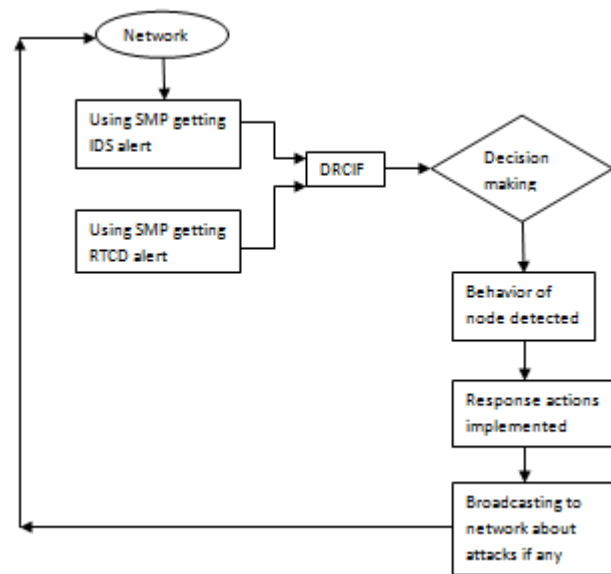 Network
Using SMP getting
IDS alert
DRCIF
Decision
making
Using SMP getting
RTCD alert
Behavior of
node detected
Response actions
implemented
Broadcasting to
network about
attacks if any